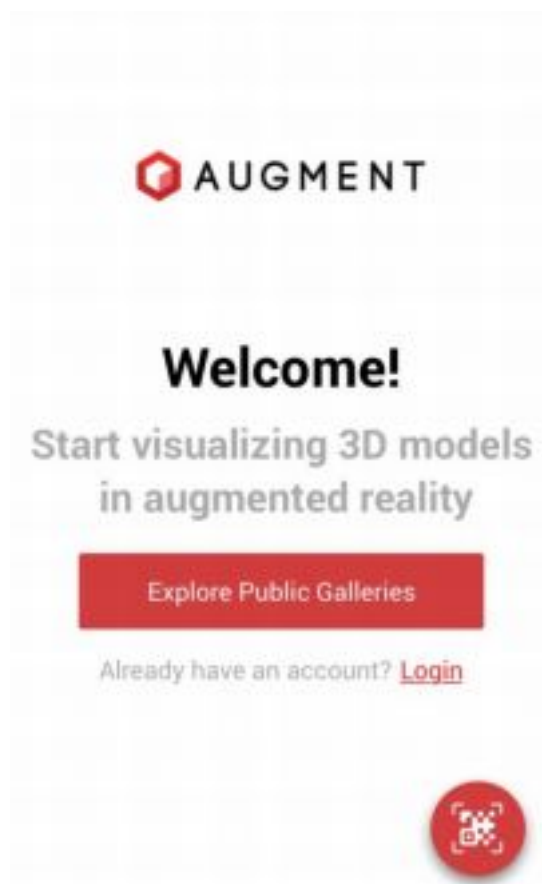 AUGMENT
Welcome!
Start visualizing 3D models
in augmented reality
Explore Public Galleries
Already have an account? Login